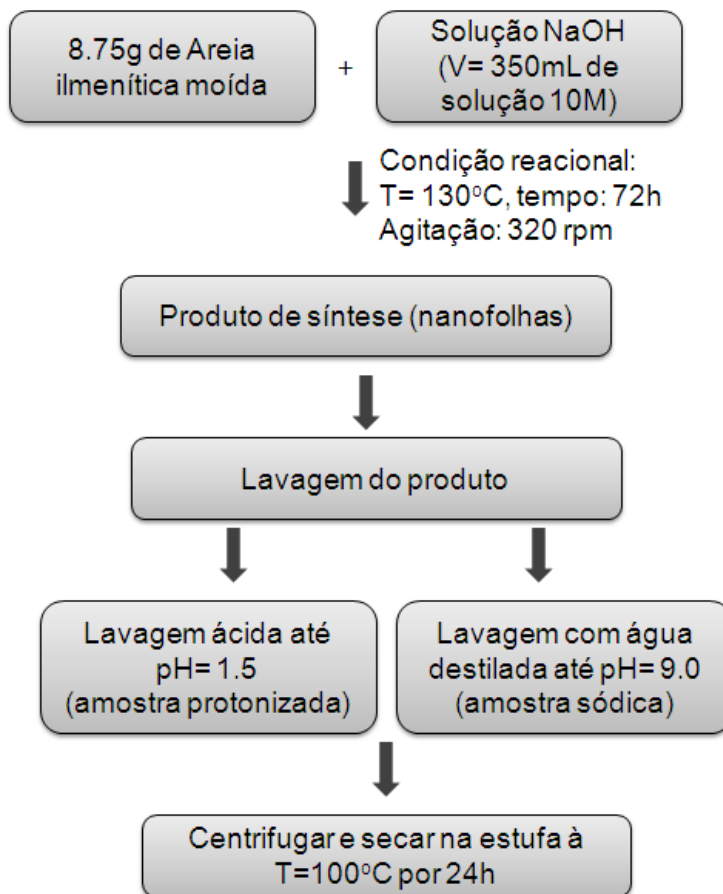 8.75g de Areia
ilmenítica moída
+
Solução NaOH
(V= 350mL de
solução 10M)
Condição reacional:
T= 130ºC, tempo: 72h
Agitação: 320 rpm
Produto de síntese (nanofolhas)
Lavagem do produto
Lavagem ácida até
pH= 1.5
(amostra protonizada)
Lavagem com água
destilada até pH= 9.0
(amostra sódica)
Centrifugar e secar na estufa à
T=100ºC por 24h